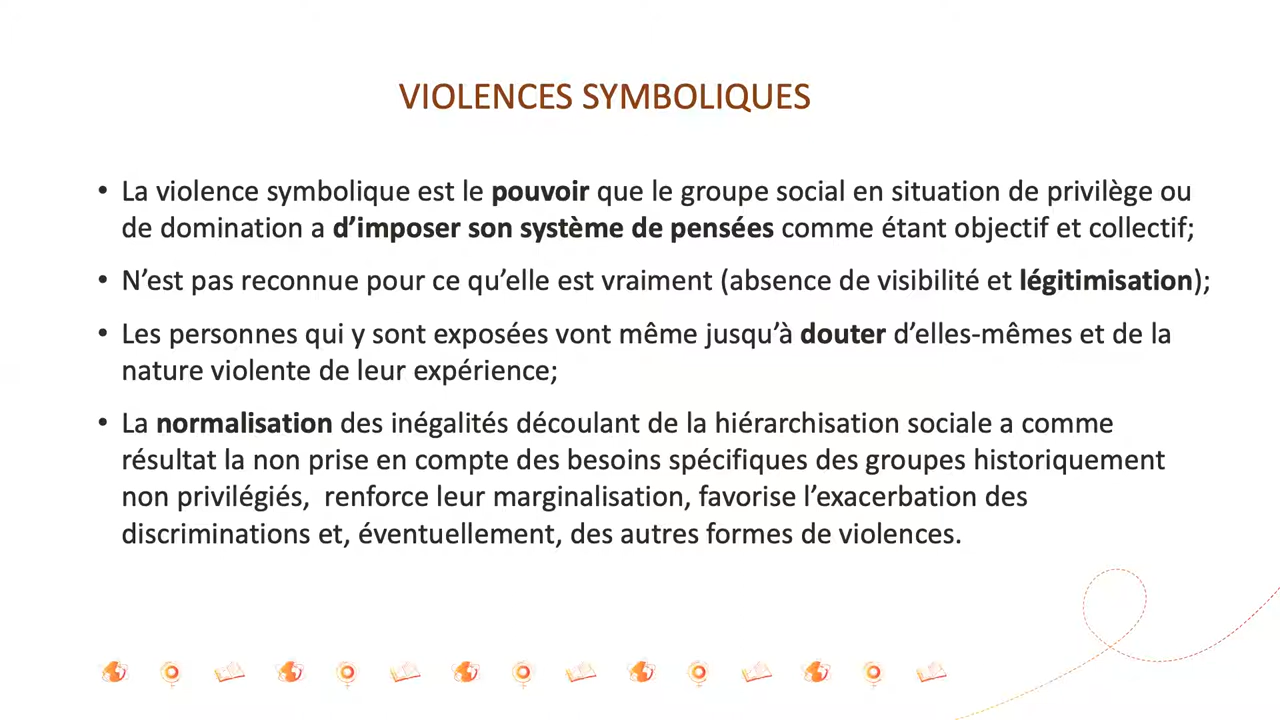 VIOLENCES SYMBOLIQUES
• La violence symbolique est le pouvoir que le groupe social en situation de privilège ou
de domination a d’imposer son système de pensées comme étant objectif et collectif;
• N’est pas reconnue pour ce qu’elle est vraiment (absence de visibilité et légitimisation);
• Les personnes qui y sont exposées vont même jusqu’à douter d’elles-mêmes et de la
nature violente de leur expérience;
• La normalisation des inégalités découlant de la hiérarchisation sociale a comme
résultat la non prise en compte des besoins spécifiques des groupes historiquement
non privilégiés,  renforce leur marginalisation, favorise l’exacerbation des
discriminations et, éventuellement, des autres formes de violences.